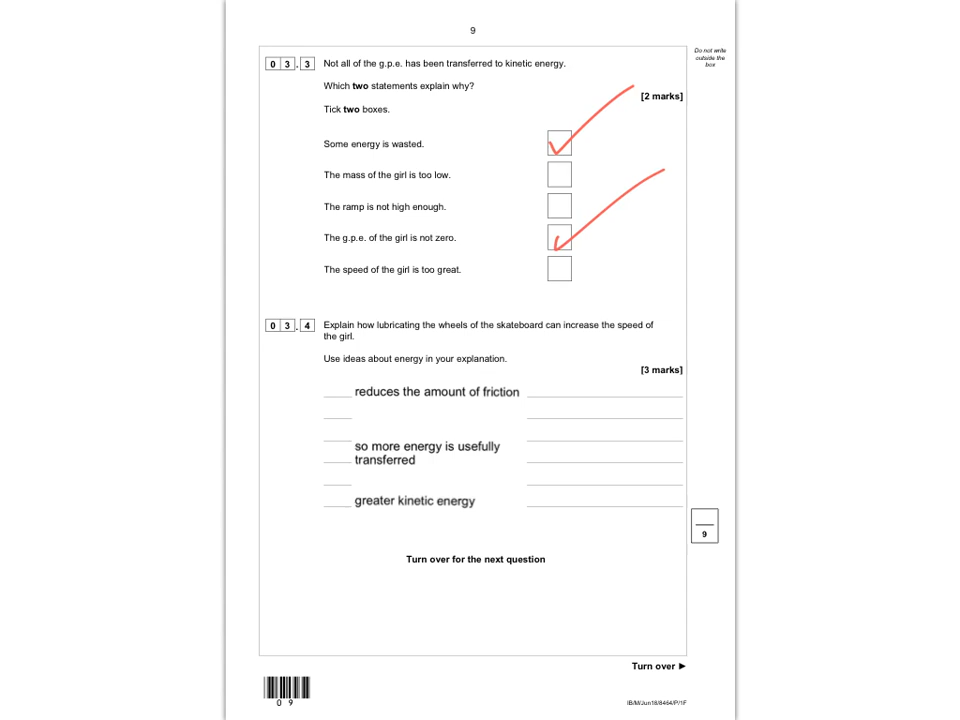 9
Do not write
outside the
box
0 3 . 3 Not all of the g.p.e. has been transferred to kinetic energy.
Which two statements explain why?
[2 marks]
Tick two boxes.
Some energy is wasted.
The mass of the girl is too low.
The ramp is not high enough.
The g.p.e. of the girl is not zero.
The speed of the girl is too great.
0 3 . 4 Explain how lubricating the wheels of the skateboard can increase the speed of
the girl.
Use ideas about energy in your explanation.
[3 marks]
reduces the amount of friction
so more energy is usefully
transferred
greater kinetic energy
9
Turn over for the next question
Turn over ►
0 9
IB/M/Jun18/8464/P/1F